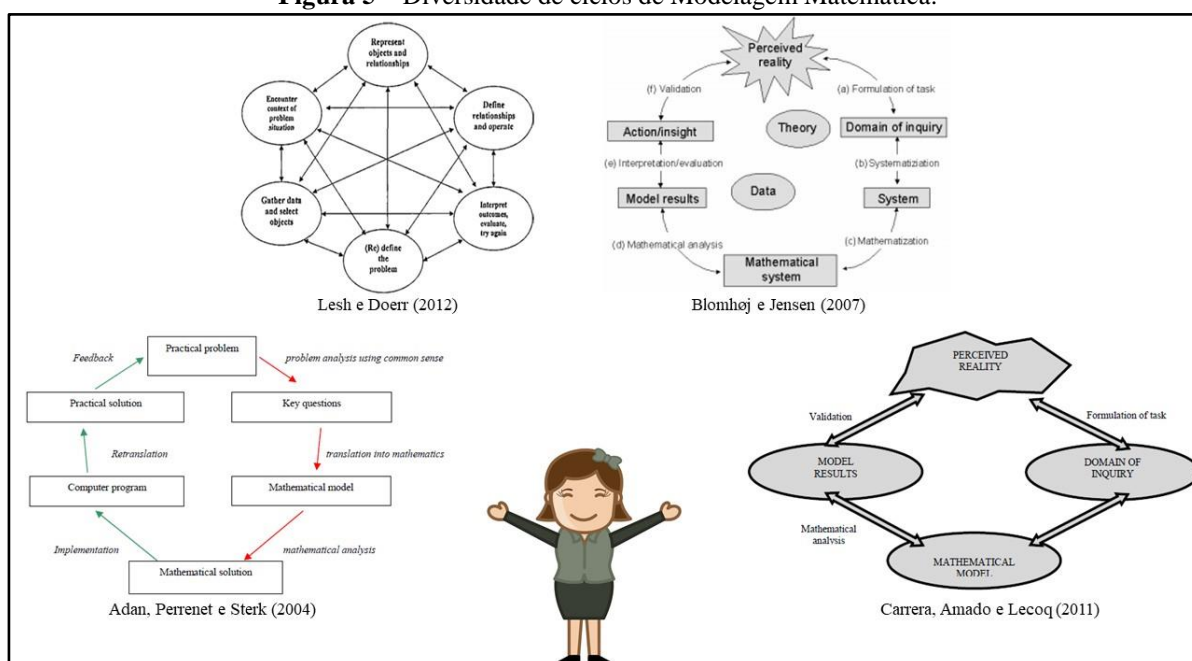 Figura 5 – Diversidade de ciclos de Modelagem Matemática.
Represent
objects and
relationships
Encounter
context of
problem
situation
Define
relationships
and operate
Gather data
and select
objects
Interpret
outcomes,
evaluate,
try again
(Re) define
the
problem
Lesh e Doerr (2012)
Perceived
reality
(f) Validation
(a) Formulation of task
Action/insight
Theory
Domain of inquiry
(e) Interpretation/evaluation
(b) Systematiziation
Data
Model results
System
(d) Mathematical analysis
(c) Mathematization
Mathematical
system
Blomhøj e Jensen (2007)
Practical problem
Feedback
problem analysis using common sense
Practical solution
Key questions
Retranslation
translation into mathematics
Computer program
Mathematical model
Implementation
mathematical analysis
Mathematical solution
Adan, Perrenet e Sterk (2004)
PERCEIVED
REALITY
Validation
Formulation of task
MODEL
RESULTS
DOMAIN OF
INQUIRY
Mathematical
analysis
MATHEMATICAL
MODEL
Carrera, Amado e Lecoq (2011)